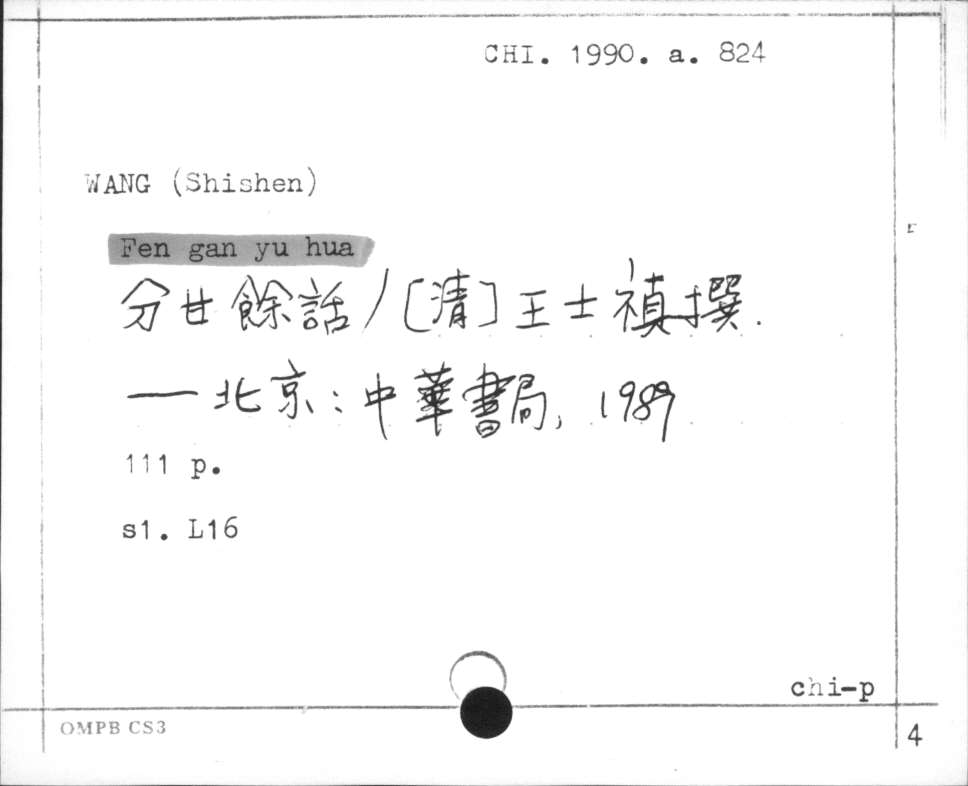 CHI. 1990. a. 824
WANG (Shishen)
Fen gan yu hua
分甘餘話/[清]王士禎撰.
—北京:中華書局, 1989
111 p.
s1. L16
chi-p
OMPB CS3
4